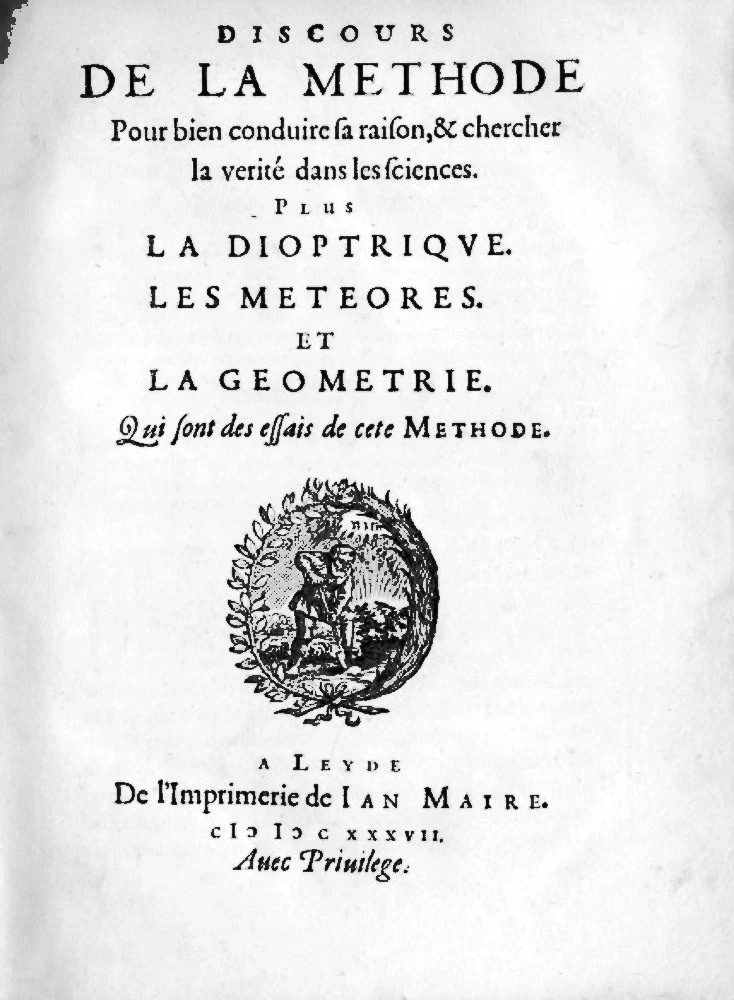 DISCOURS
DE LA METHODE
Pour bien conduire ſa raiſon, & chercher
la verité dans les ſciences.
PLUS
LA DIOPTRIQVE.
LES METEORES.
ET
LA GEOMETRIE.
Qui ſont des eſſais de cete METHODE.
A LEYDE
De l'Imprimerie de IAN MAIRE.
cIↄ Iↄ c xxxvii.
Auec Priuilege.